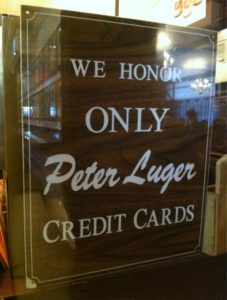 WE HONOR
ONLY
Peter Luger
CREDIT CARDS